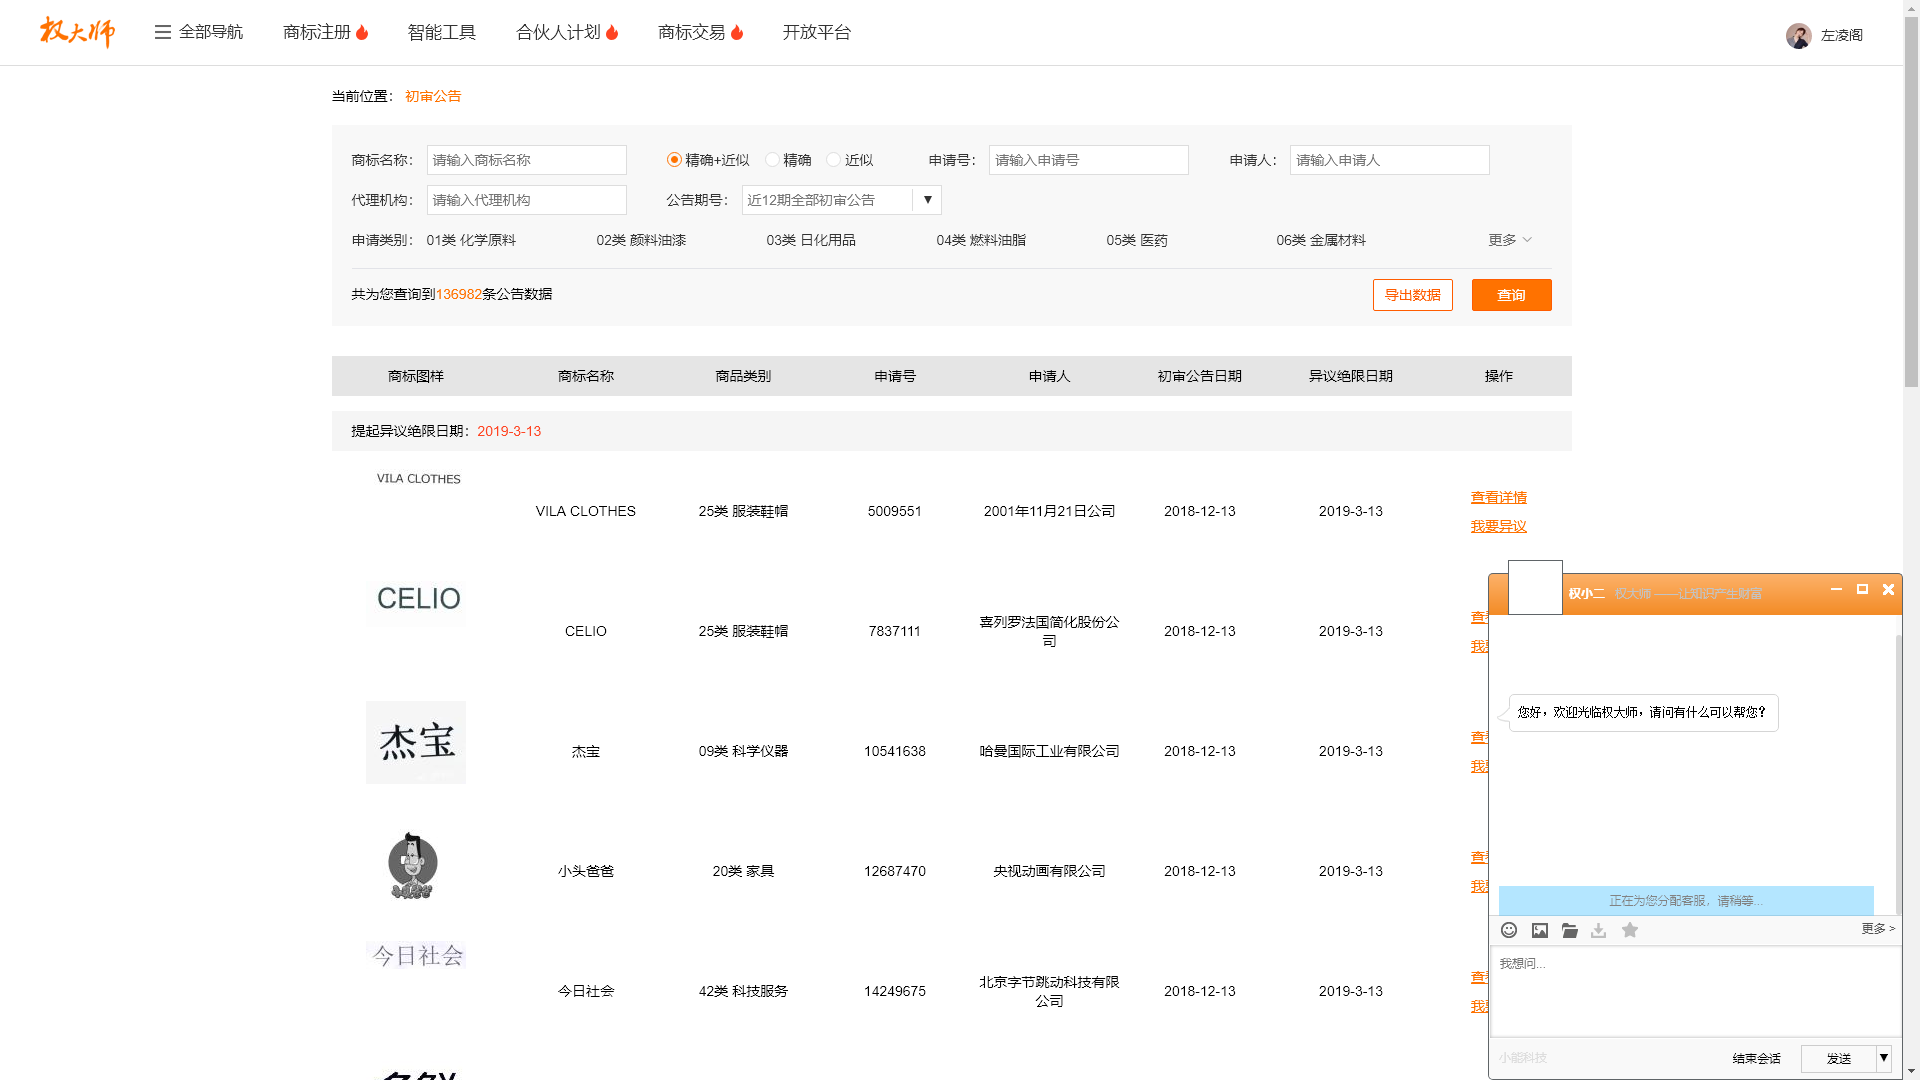 权大师 全部导航 商标注册 智能工具 合伙人计划 商标交易 开放平台 左凌阁
当前位置： 初审公告
商标名称： 请输入商标名称 精确+近似 精确 近似 申请号： 请输入申请号 申请人： 请输入申请人
代理机构： 请输入代理机构 公告期号： 近12期全部初审公告 ▼
申请类别： 01类 化学原料 02类 颜料油漆 03类 日化用品 04类 燃料油脂 05类 医药 06类 金属材料 更多
共为您查询到136982条公告数据 导出数据 查询
商标图样 商标名称 商品类别 申请号 申请人 初审公告日期 异议绝限日期 操作
提起异议绝限日期：2019-3-13
VILA CLOTHES
VILA CLOTHES 25类 服装鞋帽 5009551 2001年11月21日公司 2018-12-13 2019-3-13 查看详情
我要异议
CELIO
CELIO 25类 服装鞋帽 7837111 喜列罗法国简化股份公司 2018-12-13 2019-3-13 查
我
杰宝
杰宝 09类 科学仪器 10541638 哈曼国际工业有限公司 2018-12-13 2019-3-13 查
我
小头爸爸 20类 家具 12687470 央视动画有限公司 2018-12-13 2019-3-13 查
我
今日社会
今日社会 42类 科技服务 14249675 北京字节跳动科技有限公司 2018-12-13 2019-3-13 查
我
权小二 权大师 ——让知识产生财富
您好，欢迎光临权大师，请问有什么可以帮您？
正在为您分配客服，请稍等...
更多 >
我想问...
小能科技 结束会话 发送 ▼